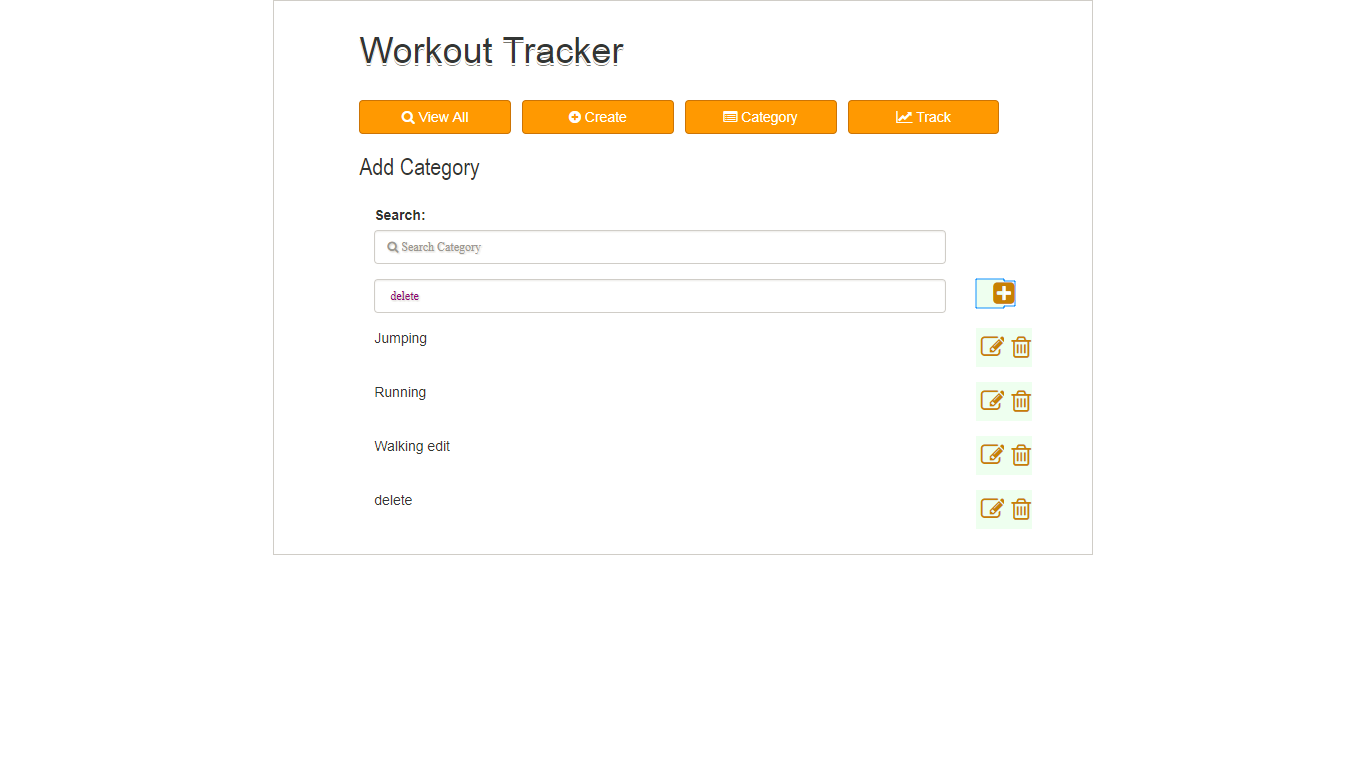 Workout Tracker
View All Create Category Track
Add Category
Search:
Search Category
delete
Jumping
Running
Walking edit
delete